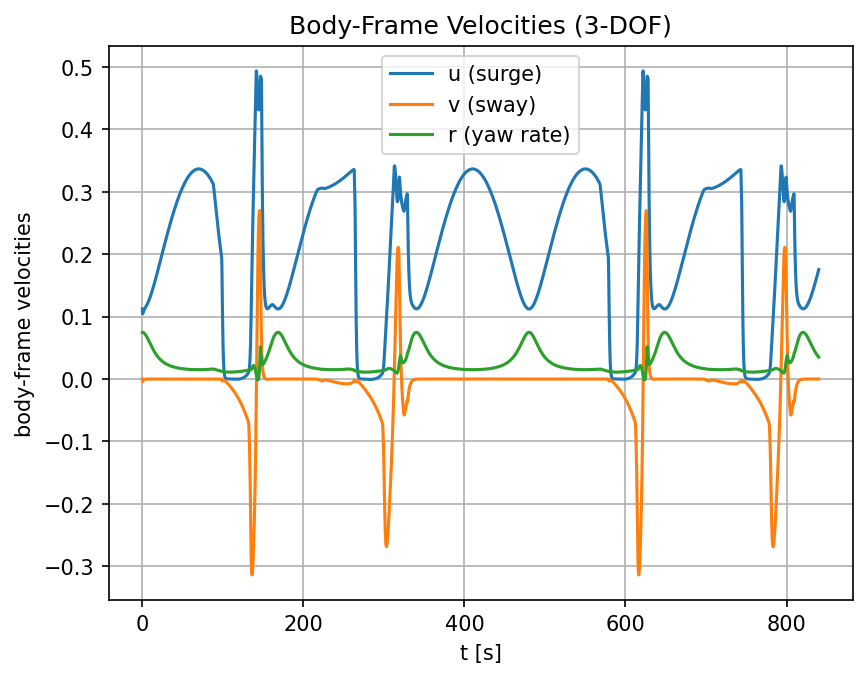 Body-Frame Velocities (3-DOF)
u (surge)
v (sway)
r (yaw rate)
body-frame velocities
0.5
0.4
0.3
0.2
0.1
0.0
−0.1
−0.2
−0.3
0 200 400 600 800
t [s]